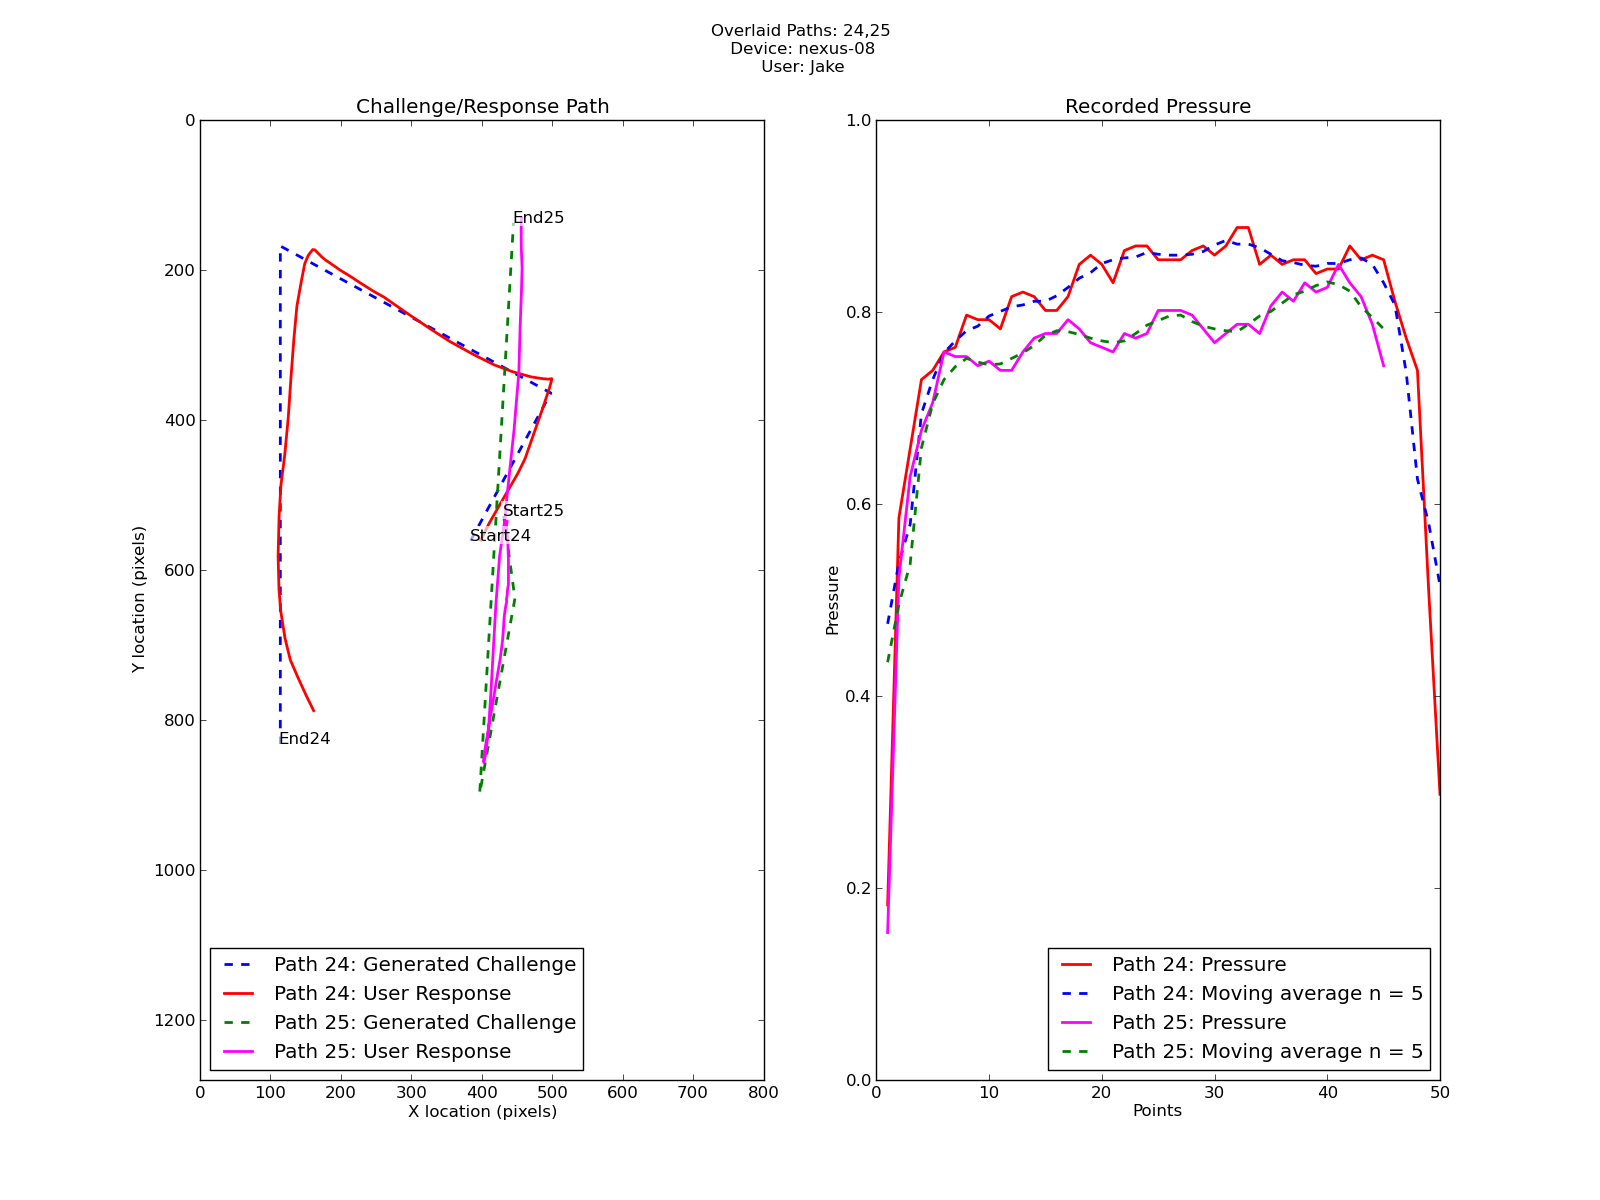 Overlaid Paths: 24,25
Device: nexus-08
User: Jake
Challenge/Response Path
0
200
400
600
800
1000
1200
Y location (pixels)
End25
Start25
Start24
End24
Path 24: Generated Challenge
Path 24: User Response
Path 25: Generated Challenge
Path 25: User Response
0 100 200 300 400 500 600 700 800
X location (pixels)
Recorded Pressure
1.0
0.8
0.6
0.4
0.2
0.0
Pressure
Path 24: Pressure
Path 24: Moving average n = 5
Path 25: Pressure
Path 25: Moving average n = 5
0 10 20 30 40 50
Points